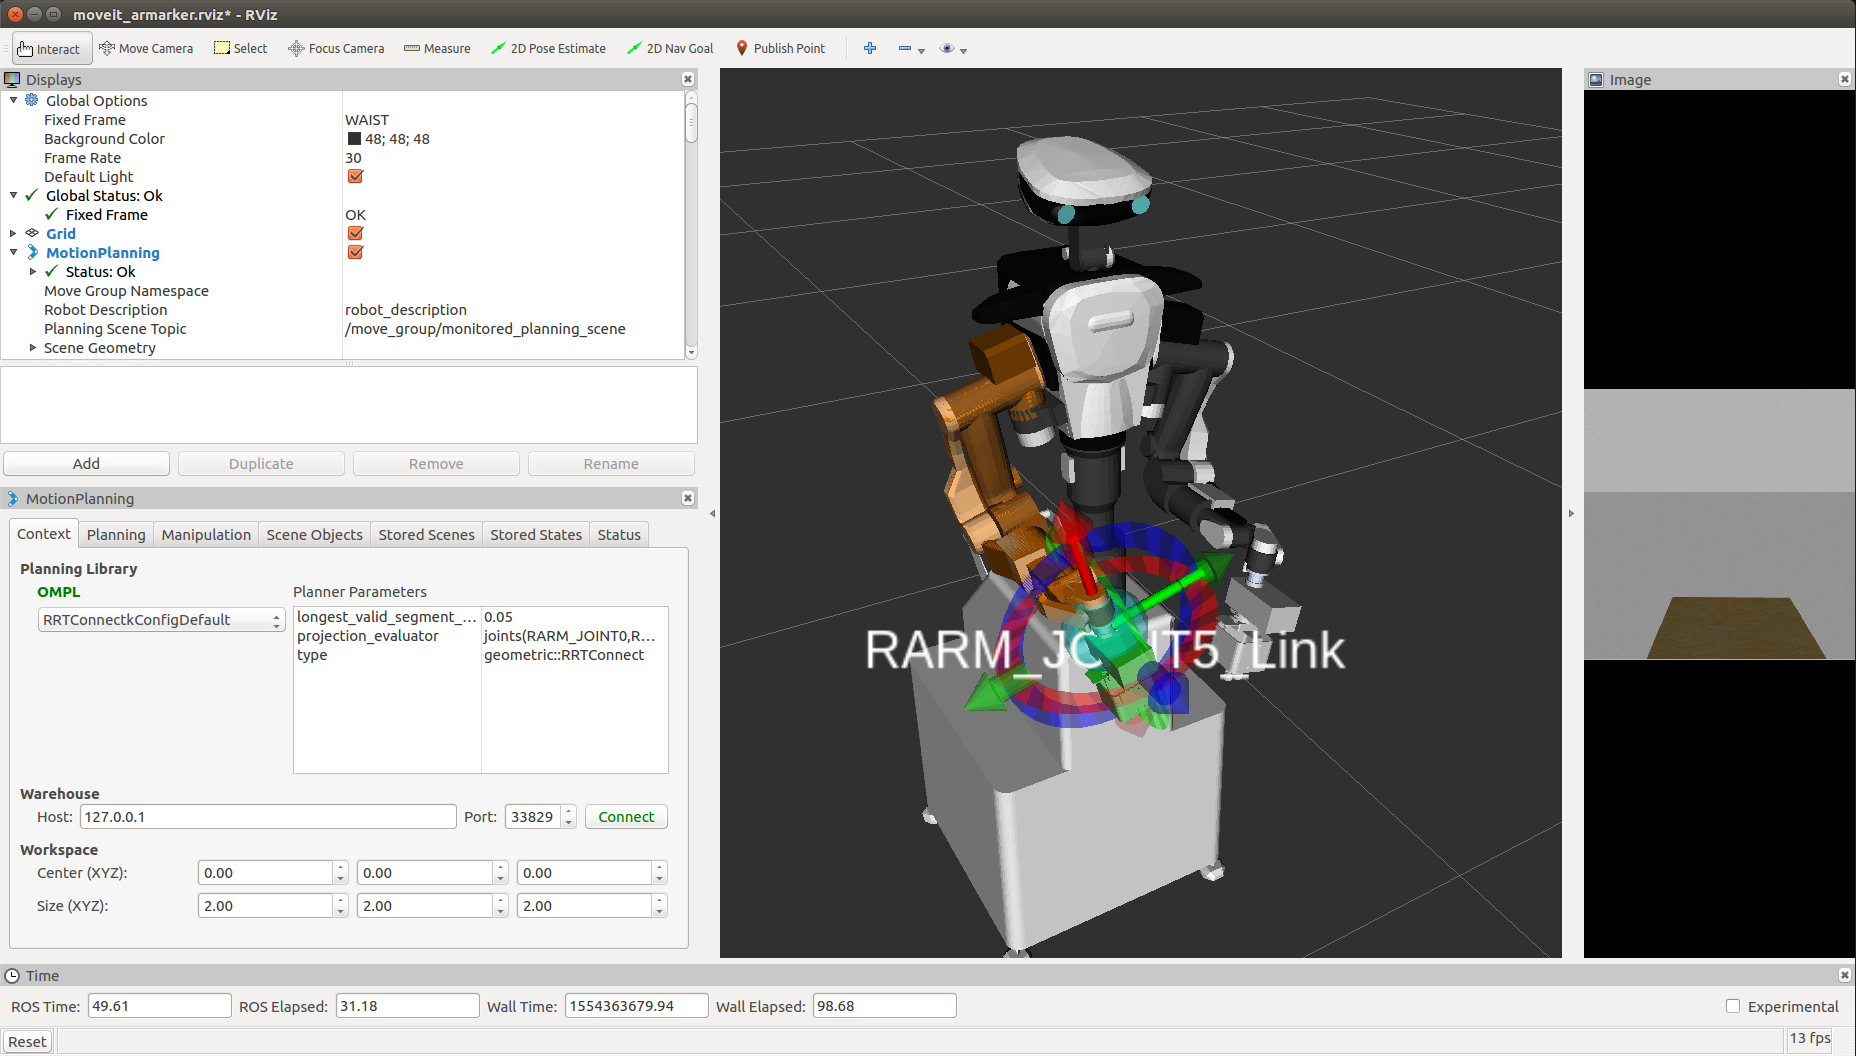 moveit_armarker.rviz* - RViz
Interact Move Camera Select Focus Camera Measure 2D Pose Estimate 2D Nav Goal Publish Point
Displays
Global Options
Fixed Frame WAIST
Background Color 48; 48; 48
Frame Rate 30
Default Light
Global Status: Ok
Fixed Frame OK
Grid
MotionPlanning
Status: Ok
Move Group Namespace
Robot Description robot_description
Planning Scene Topic /move_group/monitored_planning_scene
Scene Geometry
Add Duplicate Remove Rename
MotionPlanning
Context Planning Manipulation Scene Objects Stored Scenes Stored States Status
Planning Library
OMPL
RRTConnectkConfigDefault
Planner Parameters
longest_valid_segment_... 0.05
projection_evaluator joints(RARM_JOINT0,R...
type geometric::RRTConnect
Warehouse
Host: 127.0.0.1 Port: 33829 Connect
Workspace
Center (XYZ): 0.00 0.00 0.00
Size (XYZ): 2.00 2.00 2.00
Image
Link
Time
ROS Time: 49.61 ROS Elapsed: 31.18 Wall Time: 1554363679.94 Wall Elapsed: 98.68 Experimental
Reset 13 fps